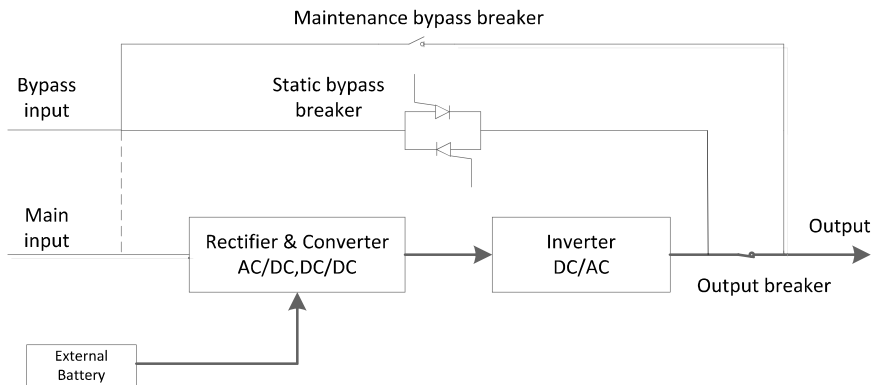 Maintenance bypass breaker
Bypass
input
Static bypass
breaker
Main
input
Rectifier & Converter
AC/DC,DC/DC
Inverter
DC/AC
Output
Output breaker
External
Battery